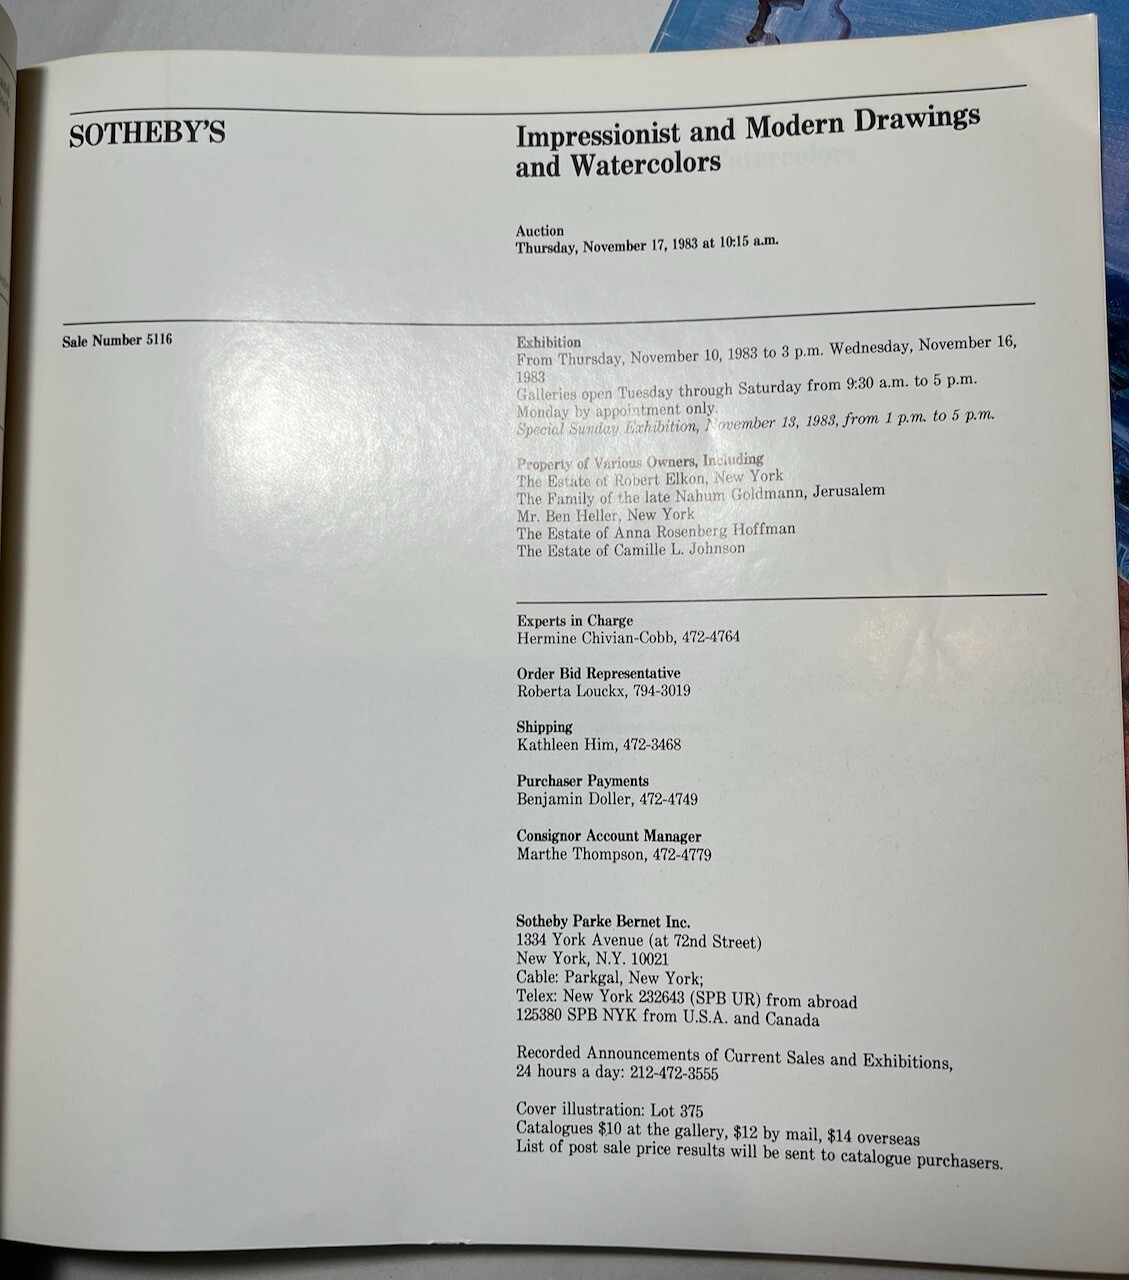 SOTHEBY'S
Impressionist and Modern Drawings
and Watercolors
Auction
Thursday, November 17, 1983 at 10:15 a.m.
Sale Number 5116
Exhibition
From Thursday, November 10, 1983 to 3 p.m. Wednesday, November 16,
1983
Galleries open Tuesday through Saturday from 9:30 a.m. to 5 p.m.
Monday by appointment only.
Special Sunday Exhibition, November 13, 1983, from 1 p.m. to 5 p.m.
Property of Various Owners, Including
The Estate of Robert Elkon, New York
The Family of the late Nahum Goldmann, Jerusalem
Mr. Ben Heller, New York
The Estate of Anna Rosenberg Hoffman
The Estate of Camille L. Johnson
Experts in Charge
Hermine Chivian-Cobb, 472-4764
Order Bid Representative
Roberta Louckx, 794-3019
Shipping
Kathleen Him, 472-3468
Purchaser Payments
Benjamin Doller, 472-4749
Consignor Account Manager
Marthe Thompson, 472-4779
Sotheby Parke Bernet Inc.
1334 York Avenue (at 72nd Street)
New York, N.Y. 10021
Cable: Parkgal, New York;
Telex: New York 232643 (SPB UR) from abroad
125380 SPB NYK from U.S.A. and Canada
Recorded Announcements of Current Sales and Exhibitions,
24 hours a day: 212-472-3555
Cover illustration: Lot 375
Catalogues $10 at the gallery, $12 by mail, $14 overseas
List of post sale price results will be sent to catalogue purchasers.